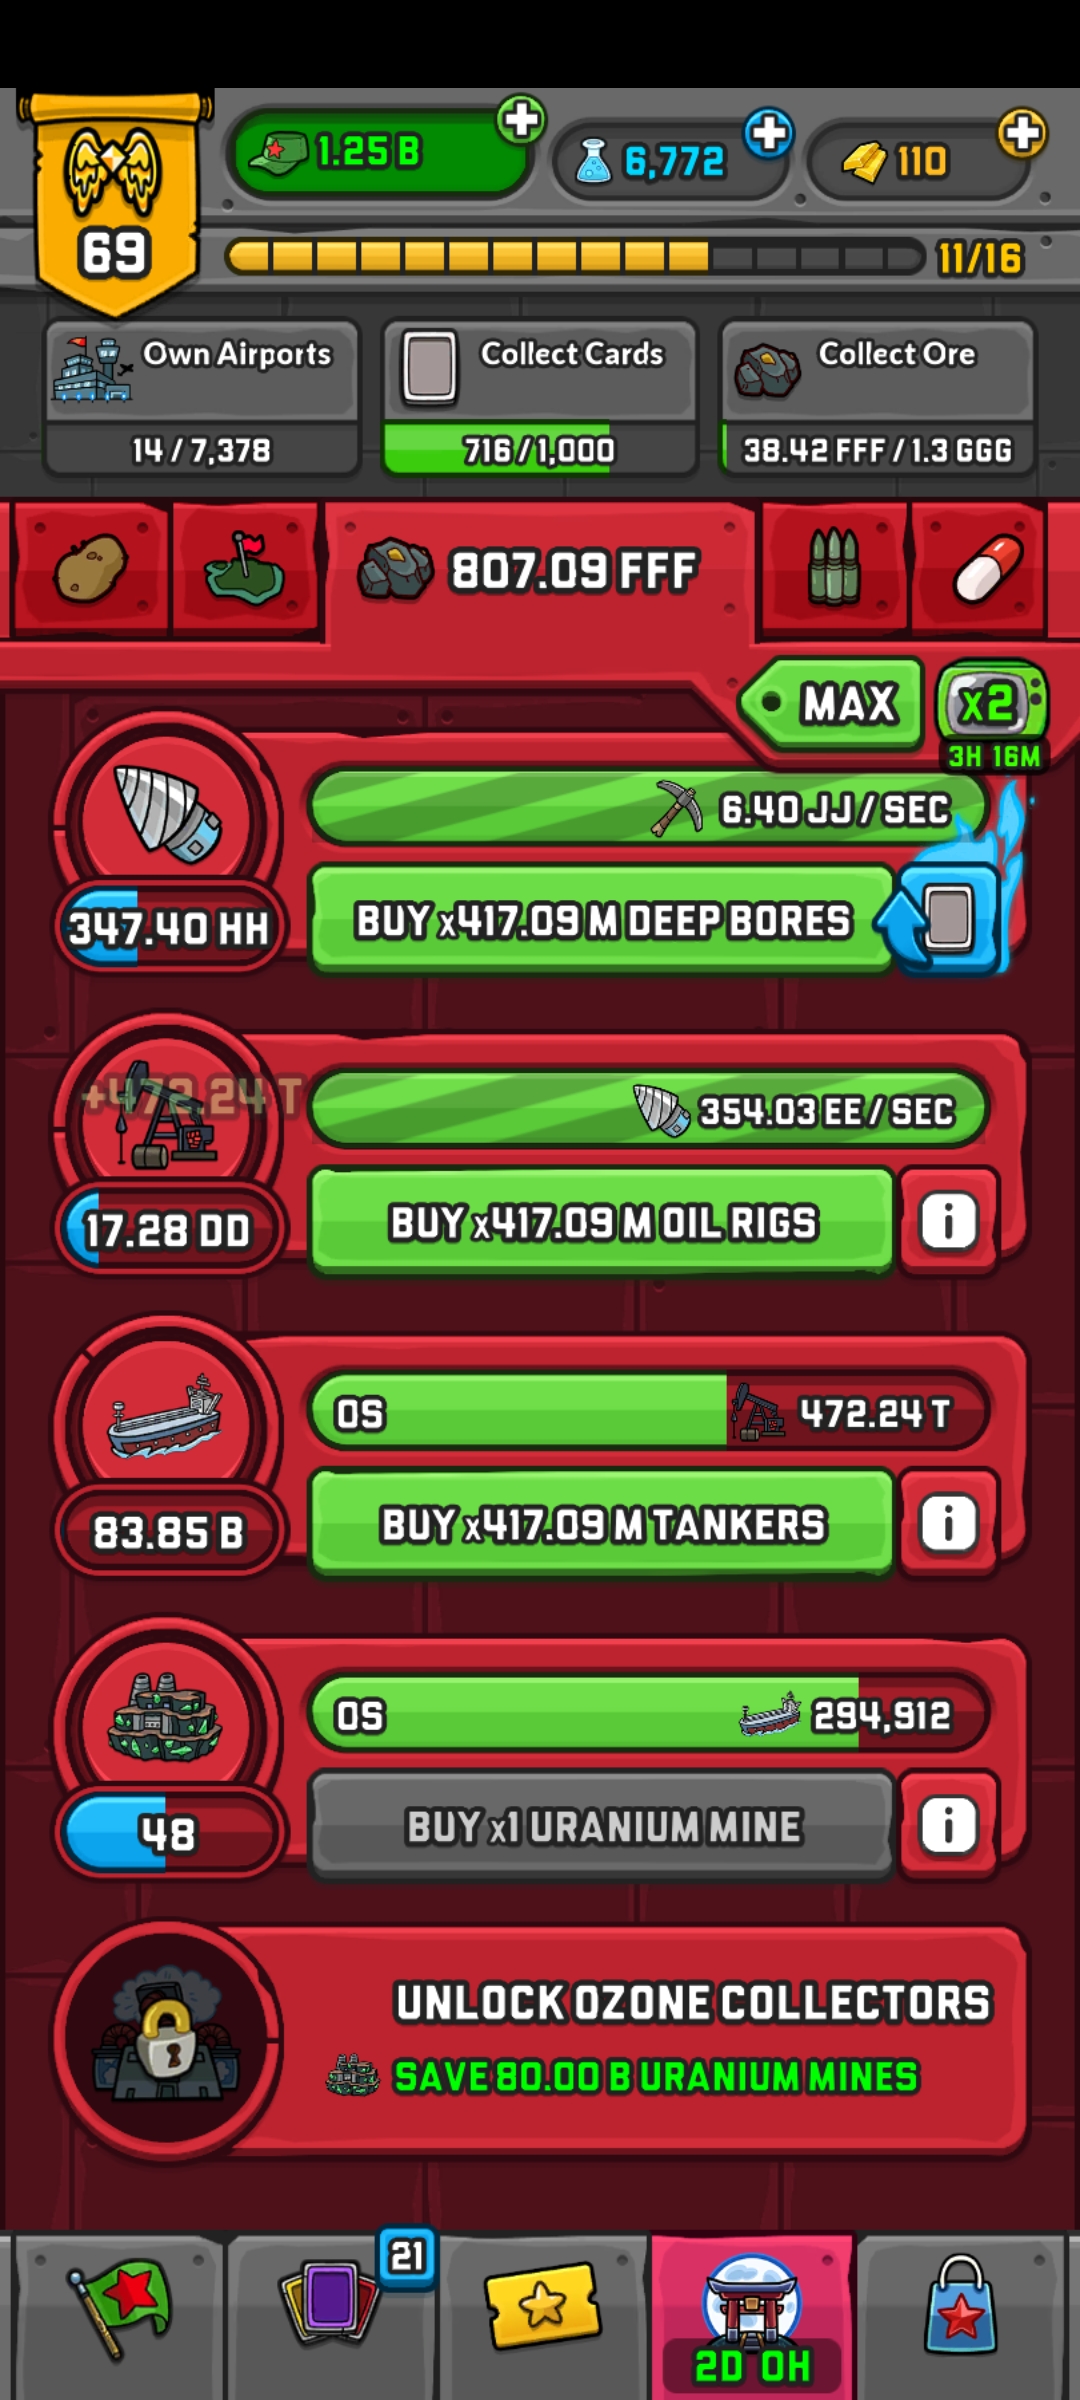 69
1.25 B
6,772
110
11/16
Own Airports
14 / 7,378
Collect Cards
716 / 1,000
Collect Ore
38.42 FFF / 1.3 GGG
807.09 FFF
MAX
x2
3H 16M
6.40 JJ / SEC
347.40 HH
BUY x417.09 M DEEP BORES
+472.24 T
354.03 EE / SEC
17.28 DD
BUY x417.09 M OIL RIGS
i
0S
472.24 T
83.85 B
BUY x417.09 M TANKERS
i
0S
294,912
48
BUY x1 URANIUM MINE
i
UNLOCK OZONE COLLECTORS
SAVE 80.00 B URANIUM MINES
21
2D 0H